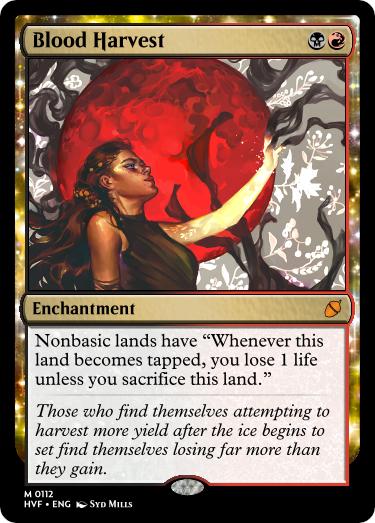 Blood Harvest
Enchantment
Nonbasic lands have “Whenever this
land becomes tapped, you lose 1 life
unless you sacrifice this land.”
Those who find themselves attempting to
harvest more yield after the ice begins to
set find themselves losing far more than
they gain.
M 0112
HVF • ENG Syd Mills